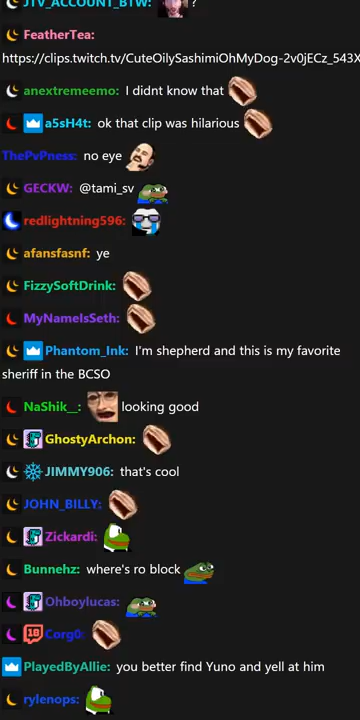 JTV_ACCOUNT_BTW: ?
FeatherTea:
https://clips.twitch.tv/CuteOilySashimiOhMyDog-2v0jECz_543X
anextremeemo: I didnt know that
a5sH4t: ok that clip was hilarious
ThePvPness: no eye
GECKW: @tami_sv
redlightning596:
afansfasnf: ye
FizzySoftDrink:
MyNameIsSeth:
Phantom_Ink: I'm shepherd and this is my favorite
sheriff in the BCSO
NaShik__: looking good
GhostyArchon:
JIMMY906: that's cool
JOHN_BILLY:
Zickardi:
Bunnehz: where's ro block
Ohboylucas:
18 Corg0:
PlayedByAllie: you better find Yuno and yell at him
rylenops: